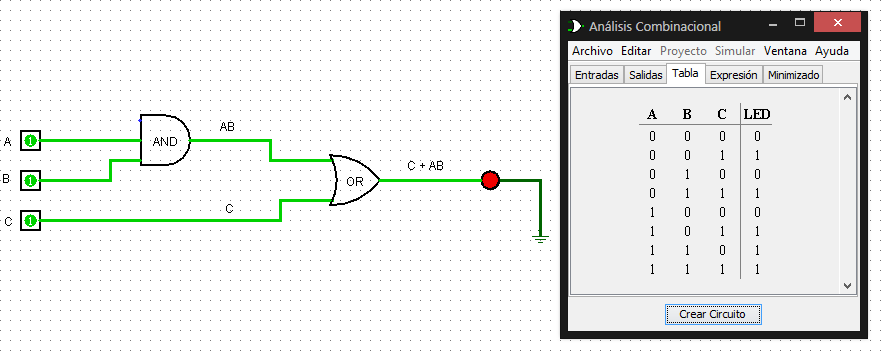 A
B
C
1
1
1
AND
AB
C
OR
C + AB
Análisis Combinacional
Archivo Editar Proyecto Simular Ventana Ayuda
Entradas Salidas Tabla Expresión Minimizado
A B C LED
0 0 0 0
0 0 1 1
0 1 0 0
0 1 1 1
1 0 0 0
1 0 1 1
1 1 0 1
1 1 1 1
Crear Circuito